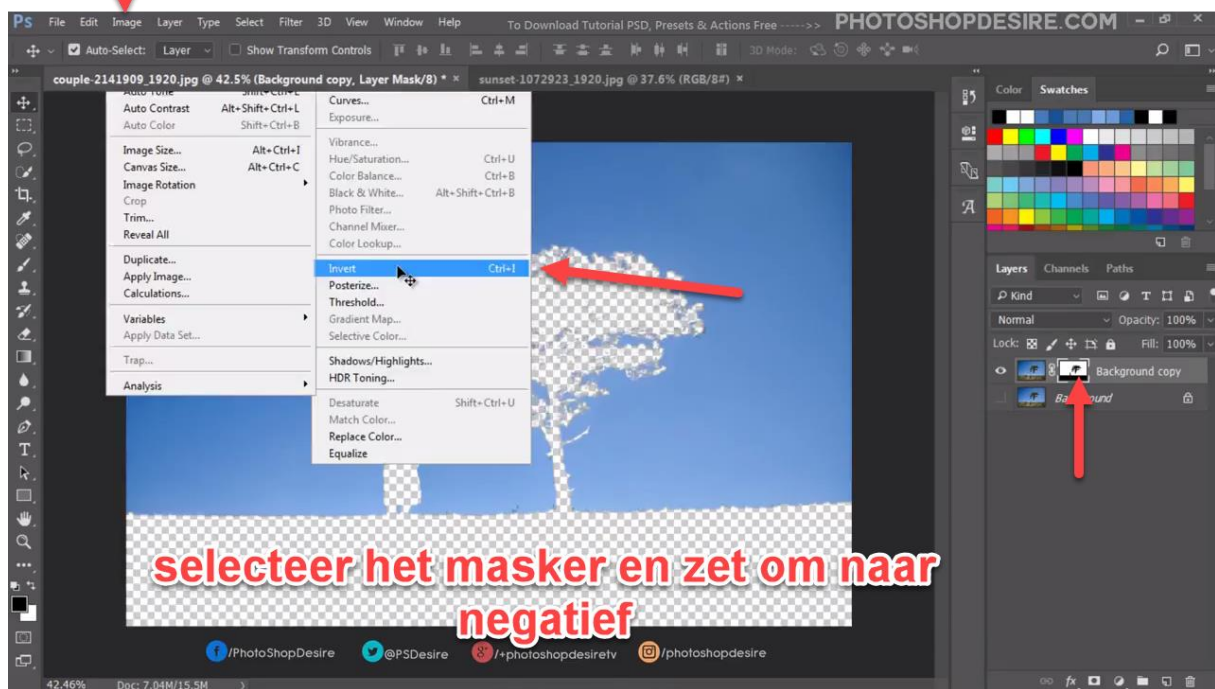 Ps File Edit Image Layer Type Select Filter 3D View Window Help To Download Tutorial PSD, Presets & Actions Free ----->> PHOTOSHOPDESIRE.COM
Auto-Select: Layer Show Transform Controls 3D Mode:
couple-2141909_1920.jpg @ 42.5% (Background copy, Layer Mask/8) * × sunset-1072923_1920.jpg @ 37.6% (RGB/8#) ×
Auto Tone Shift+Ctrl+L
Auto Contrast Alt+Shift+Ctrl+L
Auto Color Shift+Ctrl+B
Image Size... Alt+Ctrl+I
Canvas Size... Alt+Ctrl+C
Image Rotation
Crop
Trim...
Reveal All
Duplicate...
Apply Image...
Calculations...
Variables
Apply Data Set...
Trap...
Analysis
Curves... Ctrl+M
Exposure...
Vibrance...
Hue/Saturation... Ctrl+U
Color Balance... Ctrl+B
Black & White... Alt+Shift+Ctrl+B
Photo Filter...
Channel Mixer...
Color Lookup...
Invert Ctrl+I
Posterize...
Threshold...
Gradient Map...
Selective Color...
Shadows/Highlights...
HDR Toning...
Desaturate Shift+Ctrl+U
Match Color...
Replace Color...
Equalize
Color Swatches
Layers Channels Paths
Kind
Normal Opacity: 100%
Lock: Fill: 100%
Background copy
selecteer het masker en zet om naar
negatief
/PhotoShopDesire @PSDesire /+photoshopdesiretv /photoshopdesire
42.46% Doc: 7.04M/15.5M